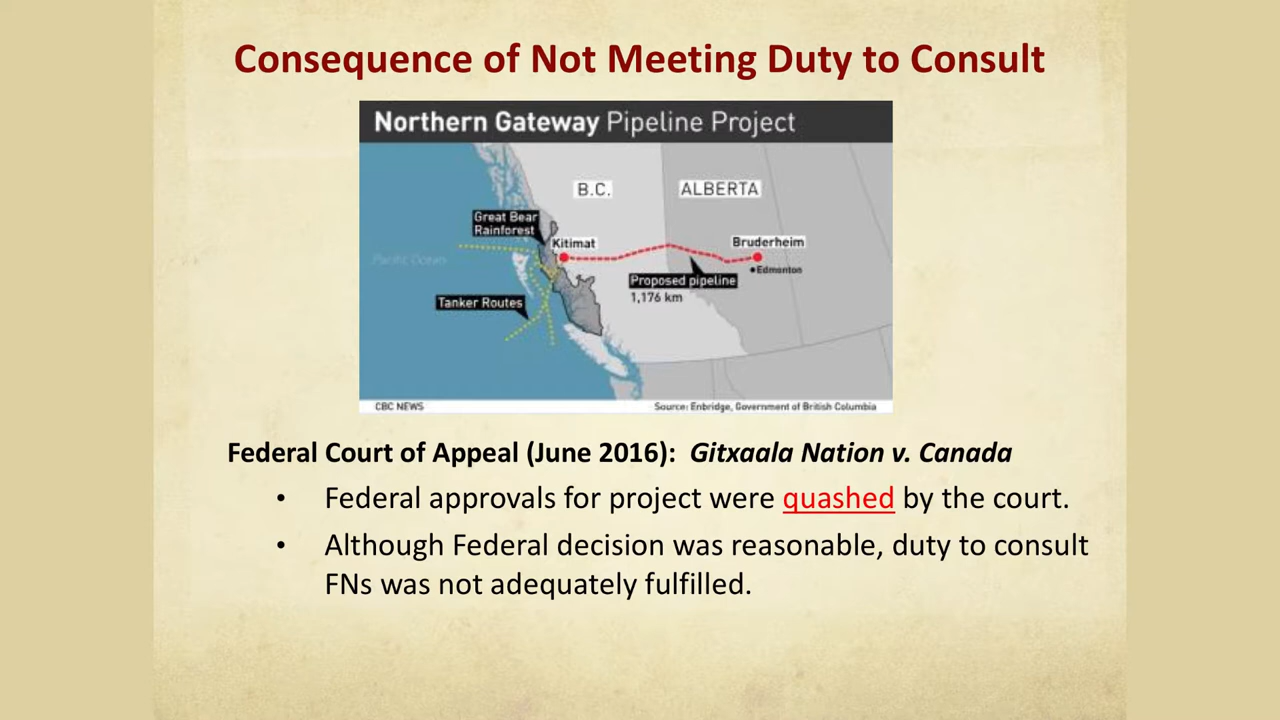 Consequence of Not Meeting Duty to Consult
Northern Gateway Pipeline Project
B.C.
ALBERTA
Great Bear
Rainforest
Kitimat
Bruderheim
Pacific Ocean
•Edmonton
Proposed pipeline
1,176 km
Tanker Routes
CBC NEWS
Source: Enbridge, Government of British Columbia
Federal Court of Appeal (June 2016): Gitxaala Nation v. Canada
• Federal approvals for project were quashed by the court.
• Although Federal decision was reasonable, duty to consult
FNs was not adequately fulfilled.